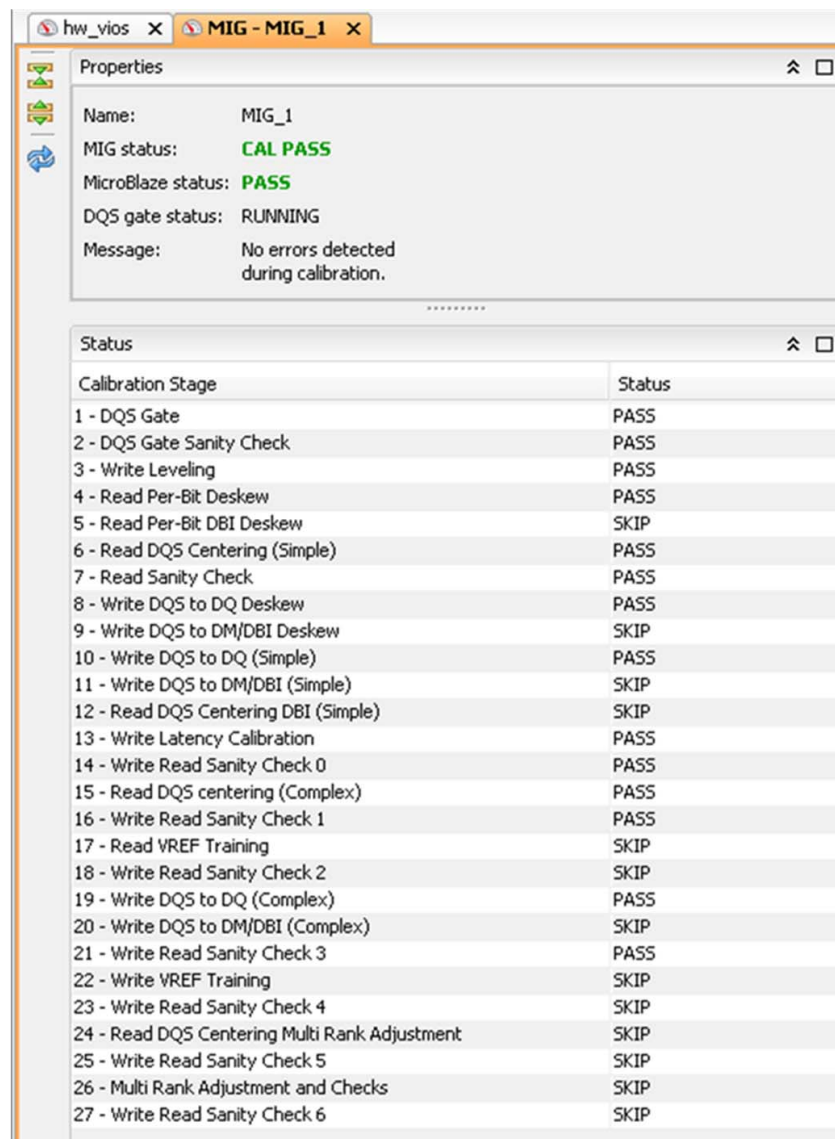 hw_vios X MIG - MIG_1 X
Properties
Name: MIG_1
MIG status: CAL PASS
MicroBlaze status: PASS
DQS gate status: RUNNING
Message: No errors detected
during calibration.
Status
Calibration Stage Status
1 - DQS Gate PASS
2 - DQS Gate Sanity Check PASS
3 - Write Leveling PASS
4 - Read Per-Bit Deskew PASS
5 - Read Per-Bit DBI Deskew SKIP
6 - Read DQS Centering (Simple) PASS
7 - Read Sanity Check PASS
8 - Write DQS to DQ Deskew PASS
9 - Write DQS to DM/DBI Deskew SKIP
10 - Write DQS to DQ (Simple) PASS
11 - Write DQS to DM/DBI (Simple) SKIP
12 - Read DQS Centering DBI (Simple) SKIP
13 - Write Latency Calibration PASS
14 - Write Read Sanity Check 0 PASS
15 - Read DQS centering (Complex) PASS
16 - Write Read Sanity Check 1 PASS
17 - Read VREF Training SKIP
18 - Write Read Sanity Check 2 SKIP
19 - Write DQS to DQ (Complex) PASS
20 - Write DQS to DM/DBI (Complex) SKIP
21 - Write Read Sanity Check 3 PASS
22 - Write VREF Training SKIP
23 - Write Read Sanity Check 4 SKIP
24 - Read DQS Centering Multi Rank Adjustment SKIP
25 - Write Read Sanity Check 5 SKIP
26 - Multi Rank Adjustment and Checks SKIP
27 - Write Read Sanity Check 6 SKIP